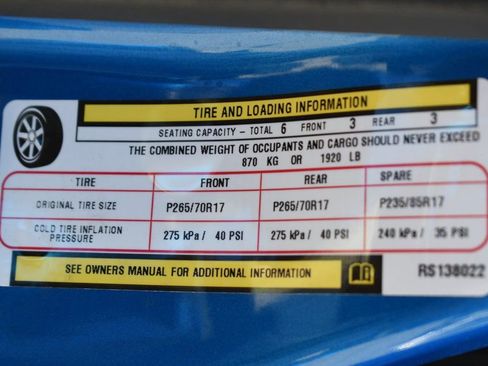 TIRE AND LOADING INFORMATION
SEATING CAPACITY - TOTAL 6 FRONT 3 REAR 3
THE COMBINED WEIGHT OF OCCUPANTS AND CARGO SHOULD NEVER EXCEED
870 KG OR 1920 LB
TIRE FRONT REAR SPARE
ORIGINAL TIRE SIZE P265/70R17 P265/70R17 P235/85R17
COLD TIRE INFLATION PRESSURE 275 kPa / 40 PSI 275 kPa / 40 PSI 240 kPa / 35 PSI
SEE OWNERS MANUAL FOR ADDITIONAL INFORMATION RS138022